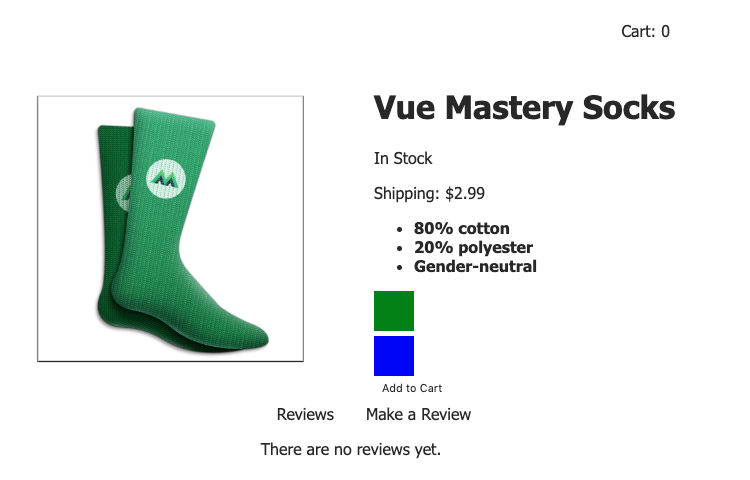 Cart: 0
Vue Mastery Socks
In Stock
Shipping: $2.99
• 80% cotton
• 20% polyester
• Gender-neutral
Add to Cart
Reviews Make a Review
There are no reviews yet.